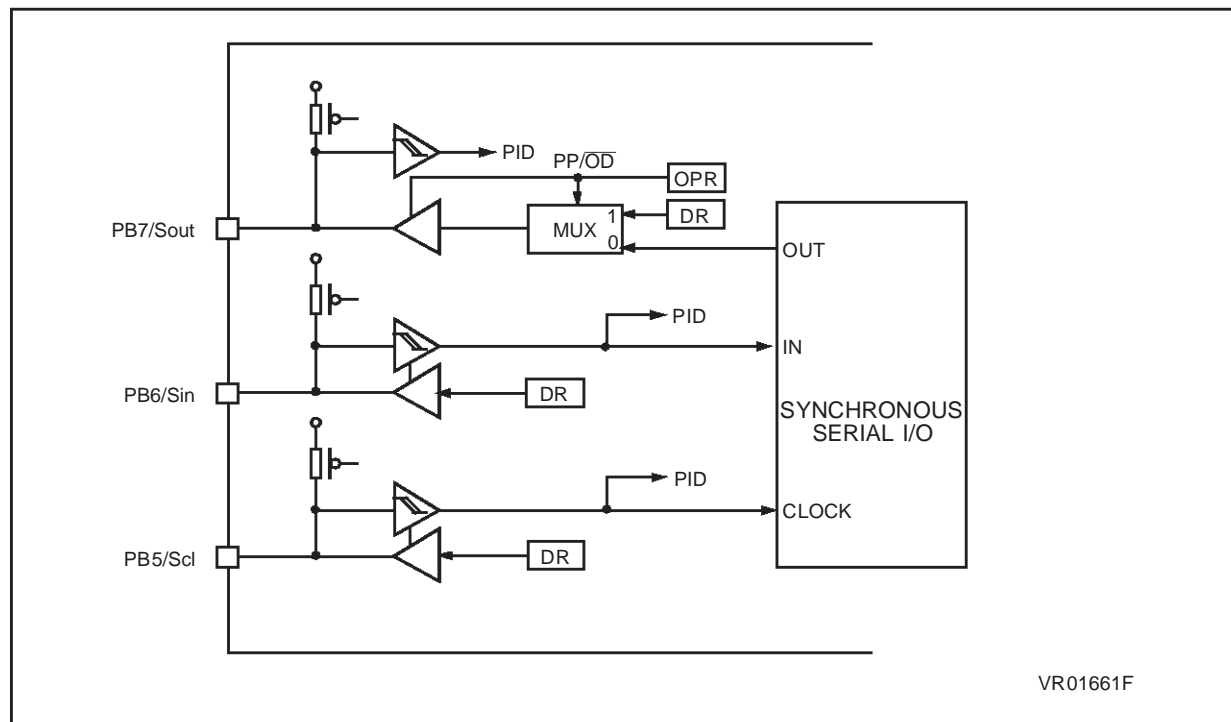 PID
PP/OD
OPR
PB7/Sout
MUX
1
0
DR
OUT
PID
IN
PB6/Sin
DR
SYNCHRONOUS
SERIAL I/O
PID
CLOCK
PB5/Scl
DR
VR01661F